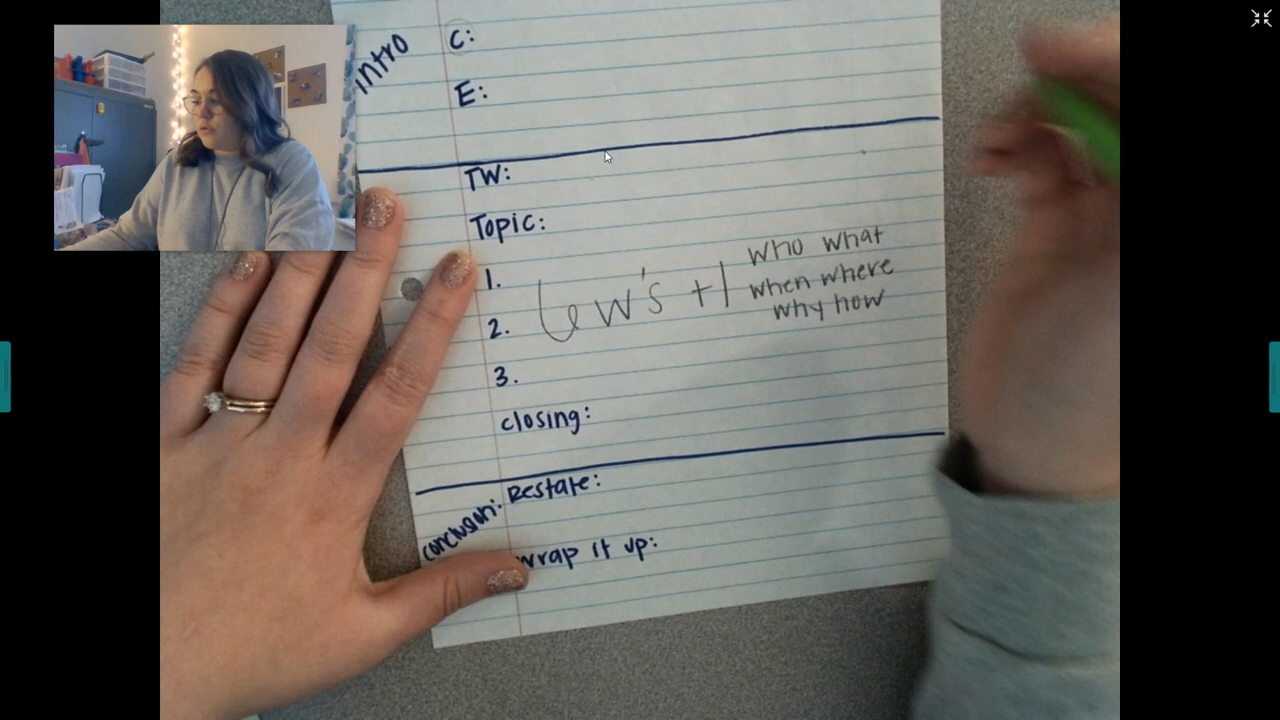 intro
C:
E:
TW:
Topic:
1.
2.
3.
6 w's +1
who what
when where
why how
closing:
conclusion:
Restate:
wrap it up: